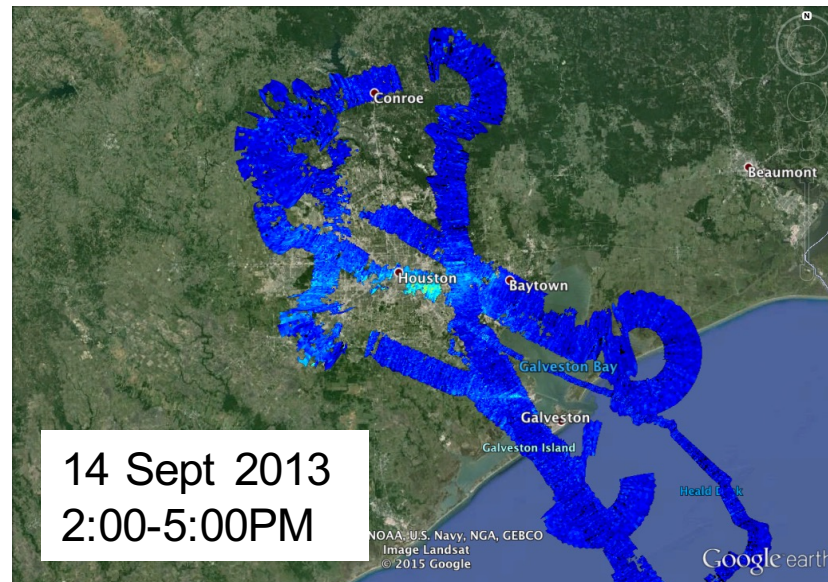 N
Conroe
Beaumont
Houston
Baytown
Galveston Bay
Galveston
Galveston Island
14 Sept 2013
2:00-5:00PM
Heald
NOAA, U.S. Navy, NGA, GEBCO
Image Landsat
© 2015 Google
Google earth